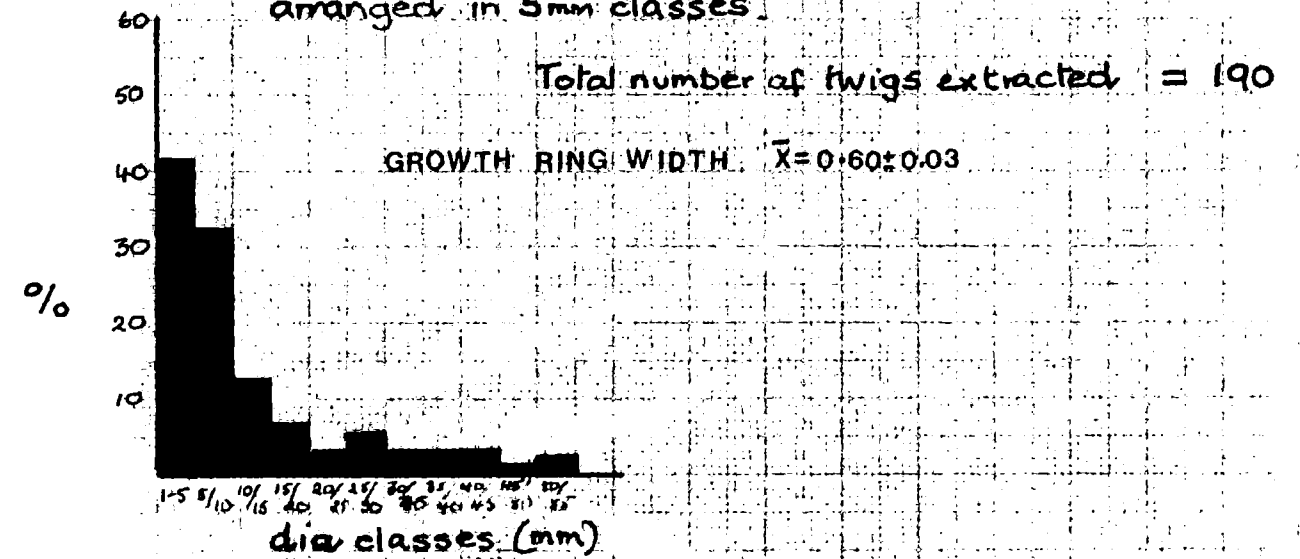 arranged in 5mm classes.
Total number of twigs extracted = 190
GROWTH RING WIDTH. x̄=0.60±0.03
60
50
40
30
20
10
%
1-5 5/10 10/15 15/20 20/25 25/30 30/35 35/40 40/45 45/50 50/55
dia classes (mm)